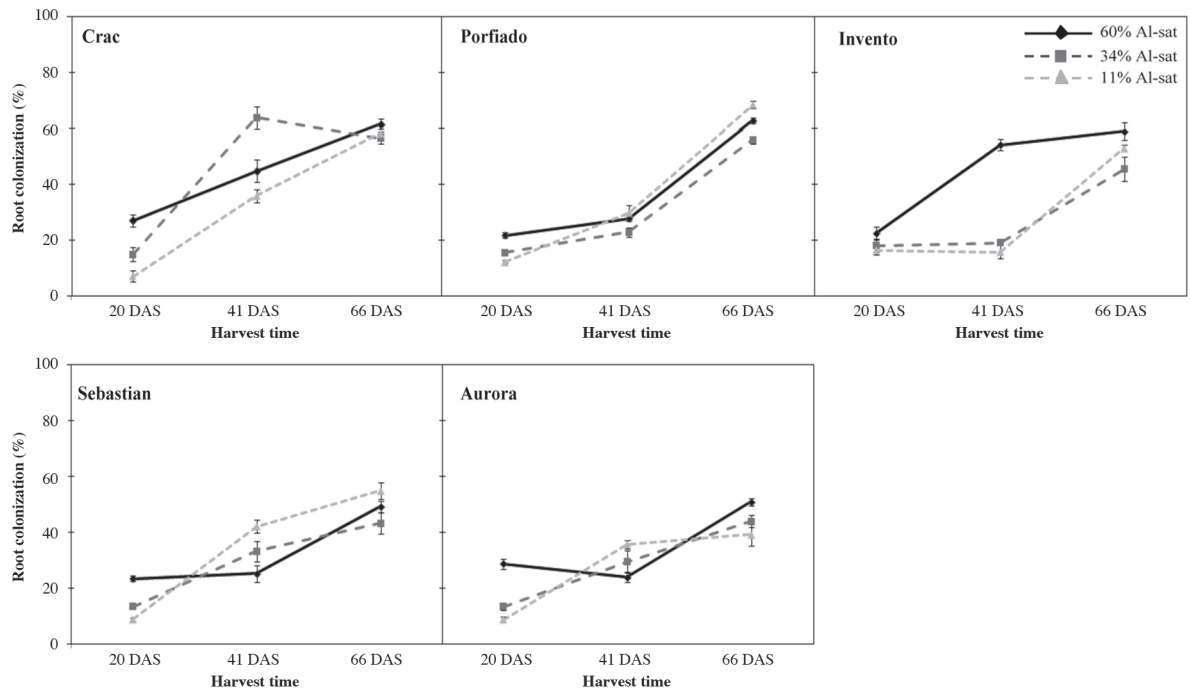 Crac
Porfiado
Invento
60% Al-sat
34% Al-sat
11% Al-sat
Root colonization (%)
100
80
60
40
20
0
20 DAS 41 DAS 66 DAS
20 DAS 41 DAS 66 DAS
20 DAS 41 DAS 66 DAS
Harvest time
Harvest time
Harvest time
Sebastian
Aurora
Root colonization (%)
100
80
60
40
20
0
20 DAS 41 DAS 66 DAS
20 DAS 41 DAS 66 DAS
Harvest time
Harvest time